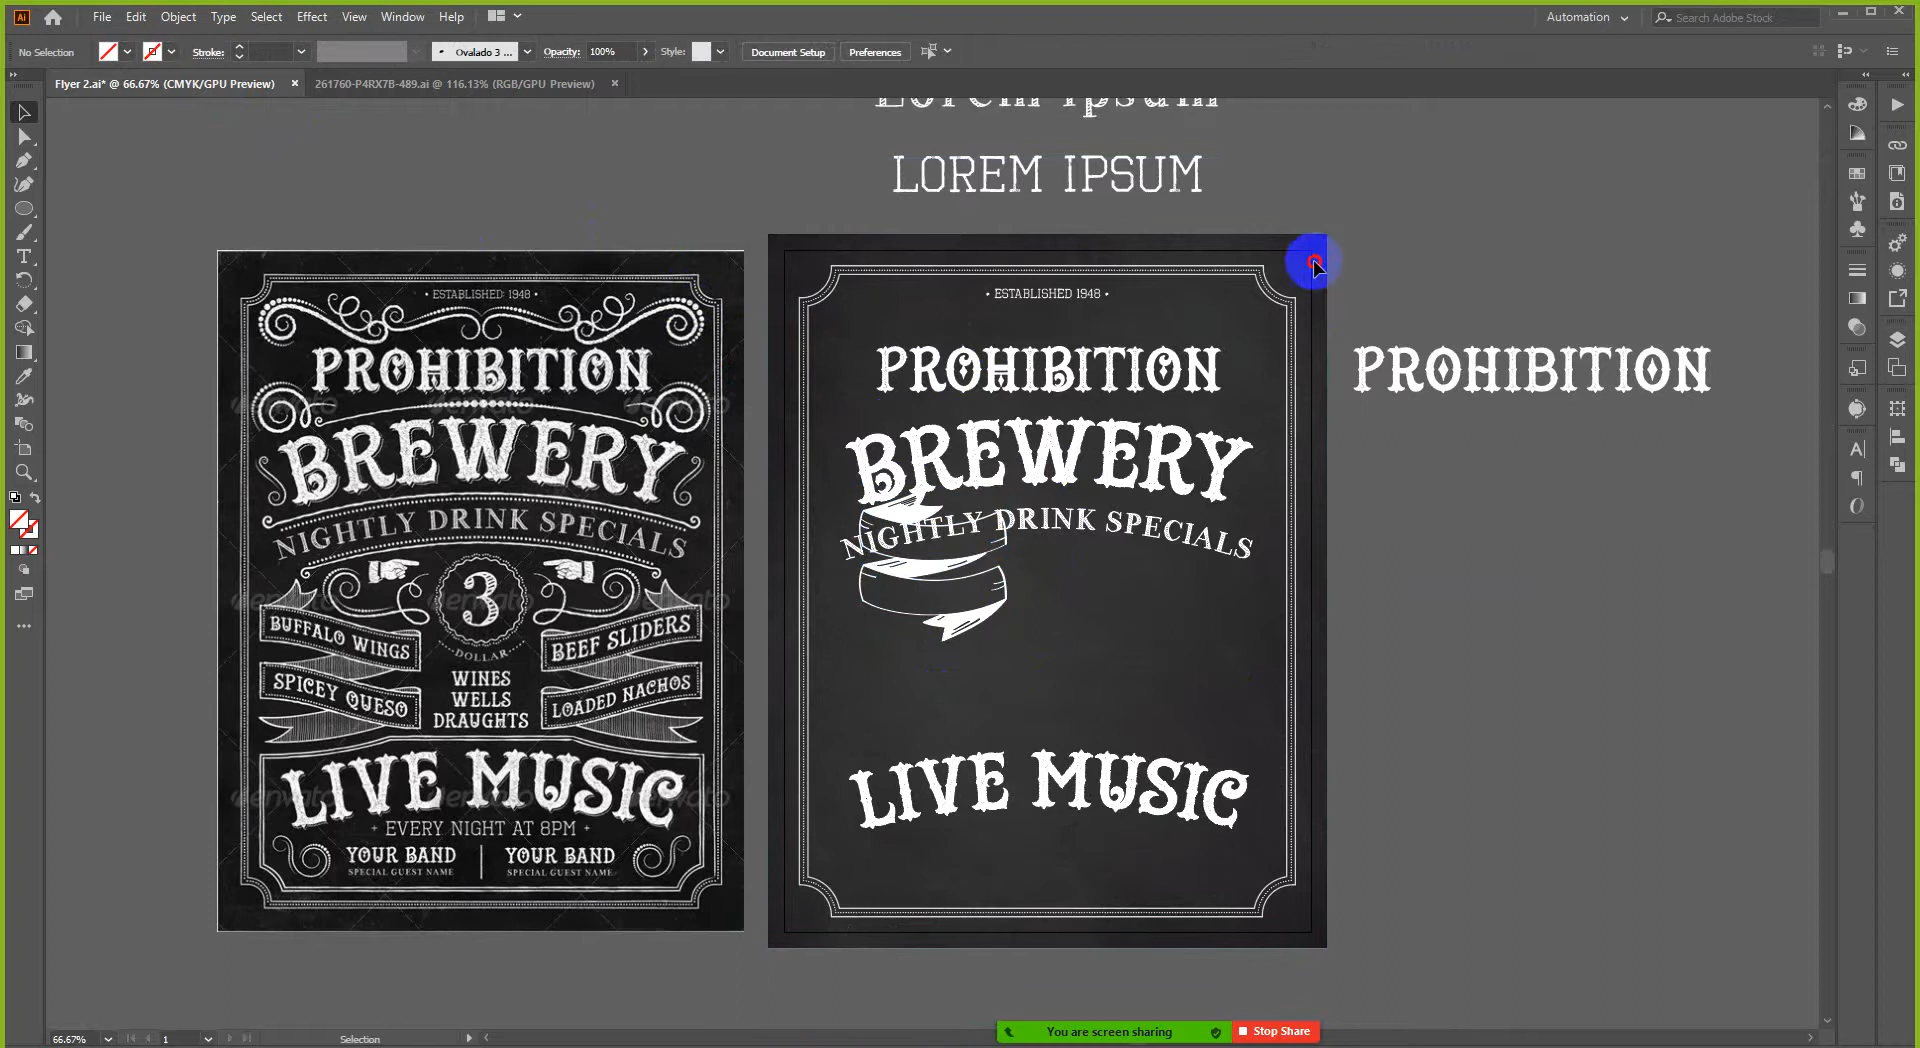 File Edit Object Type Select Effect View Window Help
Automation
Search Adobe Stock
No Selection
Stroke:
Ovalado 3 ...
Opacity: 100%
Style:
Document Setup
Preferences
Flyer 2.ai* @ 66.67% (CMYK/GPU Preview)
261760-P4RX7B-489.ai @ 116.13% (RGB/GPU Preview)
Lorem Ipsum
LOREM IPSUM
• ESTABLISHED 1948 •
PROHIBITION
BREWERY
NIGHTLY DRINK SPECIALS
3
DOLLAR
BUFFALO WINGS
BEEF SLIDERS
SPICEY QUESO
LOADED NACHOS
WINES
WELLS
DRAUGHTS
LIVE MUSIC
+ EVERY NIGHT AT 8PM +
YOUR BAND
SPECIAL GUEST NAME
YOUR BAND
SPECIAL GUEST NAME
• ESTABLISHED 1948 •
PROHIBITION
BREWERY
NIGHTLY DRINK SPECIALS
LIVE MUSIC
PROHIBITION
66.67%
1
Selection
You are screen sharing
Stop Share